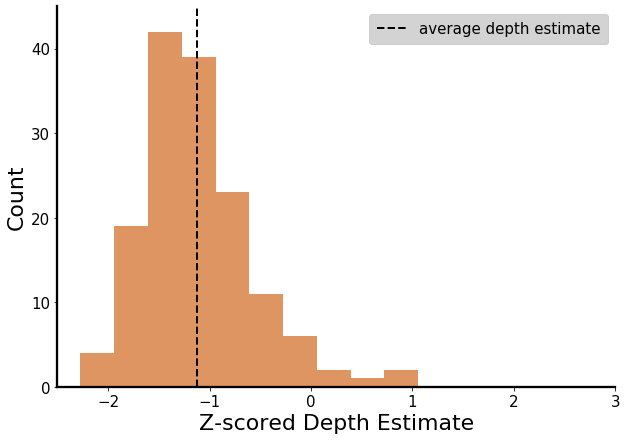 average depth estimate
40
30
20
10
0
Count
−2 −1 0 1 2 3
Z-scored Depth Estimate